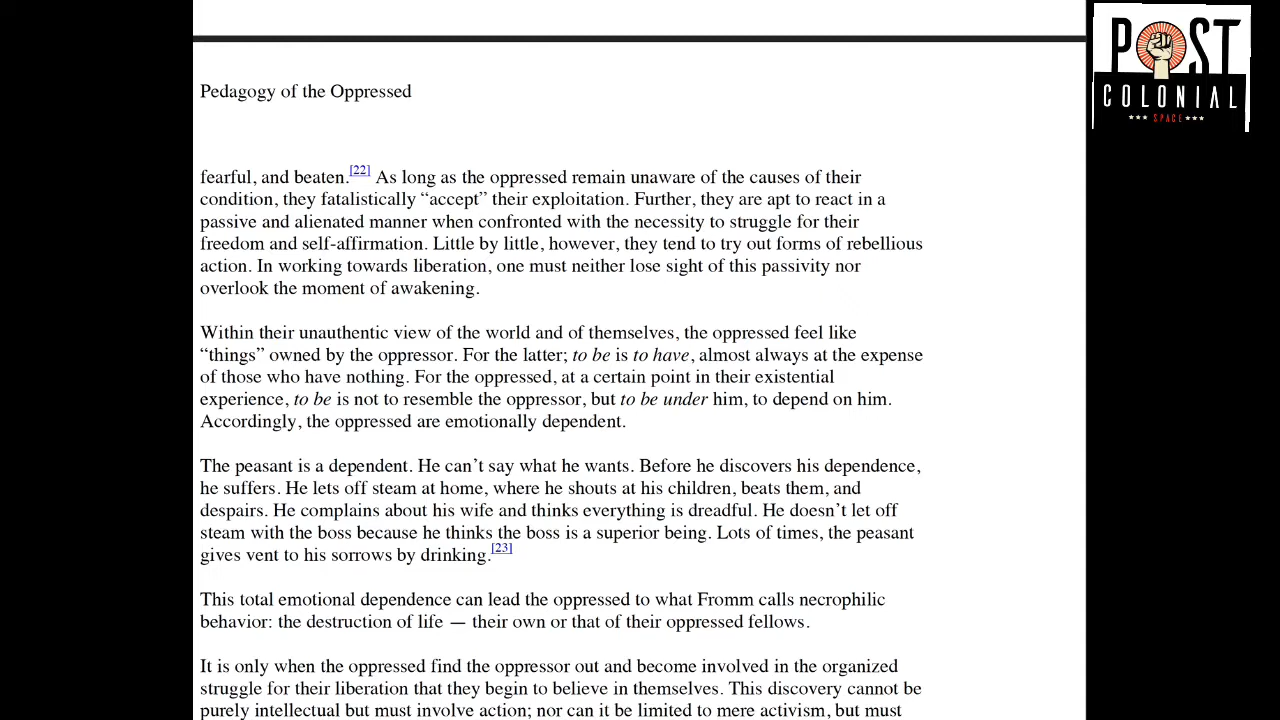 Pedagogy of the Oppressed
fearful, and beaten.[22] As long as the oppressed remain unaware of the causes of their
condition, they fatalistically “accept” their exploitation. Further, they are apt to react in a
passive and alienated manner when confronted with the necessity to struggle for their
freedom and self-affirmation. Little by little, however, they tend to try out forms of rebellious
action. In working towards liberation, one must neither lose sight of this passivity nor
overlook the moment of awakening.
Within their unauthentic view of the world and of themselves, the oppressed feel like
“things” owned by the oppressor. For the latter; to be is to have, almost always at the expense
of those who have nothing. For the oppressed, at a certain point in their existential
experience, to be is not to resemble the oppressor, but to be under him, to depend on him.
Accordingly, the oppressed are emotionally dependent.
The peasant is a dependent. He can’t say what he wants. Before he discovers his dependence,
he suffers. He lets off steam at home, where he shouts at his children, beats them, and
despairs. He complains about his wife and thinks everything is dreadful. He doesn’t let off
steam with the boss because he thinks the boss is a superior being. Lots of times, the peasant
gives vent to his sorrows by drinking.[23]
This total emotional dependence can lead the oppressed to what Fromm calls necrophilic
behavior: the destruction of life — their own or that of their oppressed fellows.
It is only when the oppressed find the oppressor out and become involved in the organized
struggle for their liberation that they begin to believe in themselves. This discovery cannot be
purely intellectual but must involve action; nor can it be limited to mere activism, but must
POST
COLONIAL
SPACE